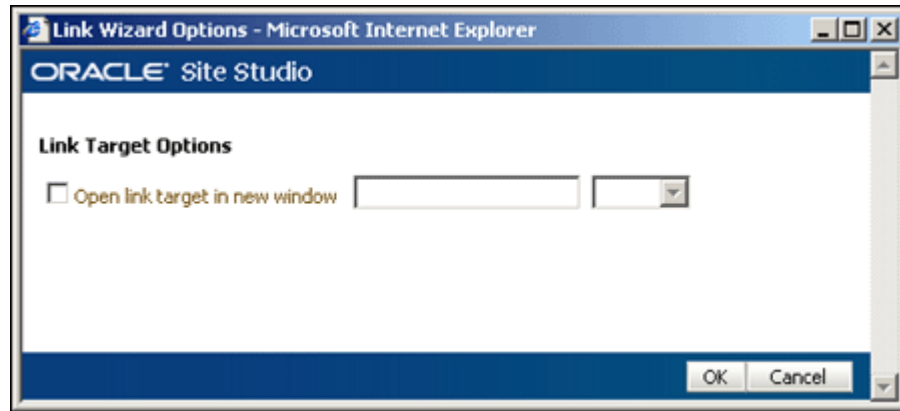 Link Wizard Options - Microsoft Internet Explorer
ORACLE Site Studio
Link Target Options
Open link target in new window
OK Cancel